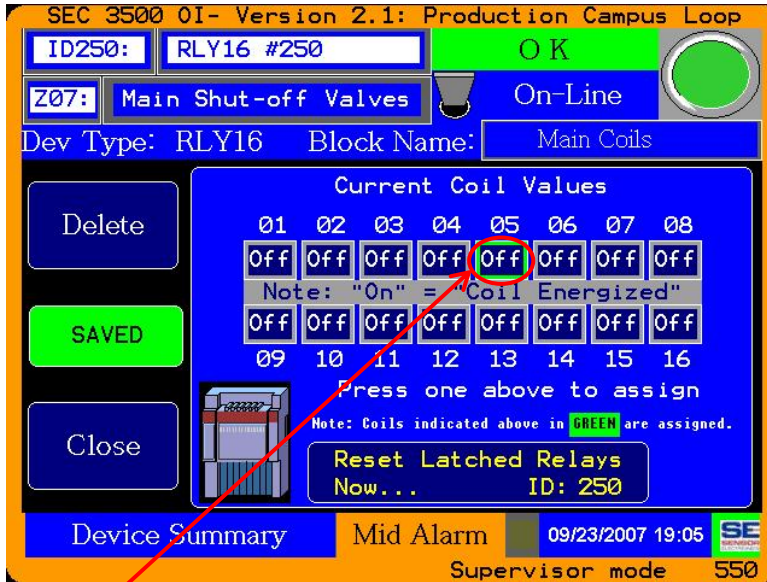 SEC 3500 OI- Version 2.1: Production Campus Loop
ID250: RLY16 #250 OK
Z07: Main Shut-off Valves On-Line
Dev Type: RLY16 Block Name: Main Coils
Current Coil Values
Delete
01 02 03 04 05 06 07 08
Off Off Off Off Off Off Off Off
Note: "On" = "Coil Energized"
SAVED
Off Off Off Off Off Off Off Off
09 10 11 12 13 14 15 16
Press one above to assign
Note: Coils indicated above in GREEN are assigned.
Close
Reset Latched Relays
Now... ID: 250
Device Summary Mid Alarm 09/23/2007 19:05 SE
Supervisor mode 550